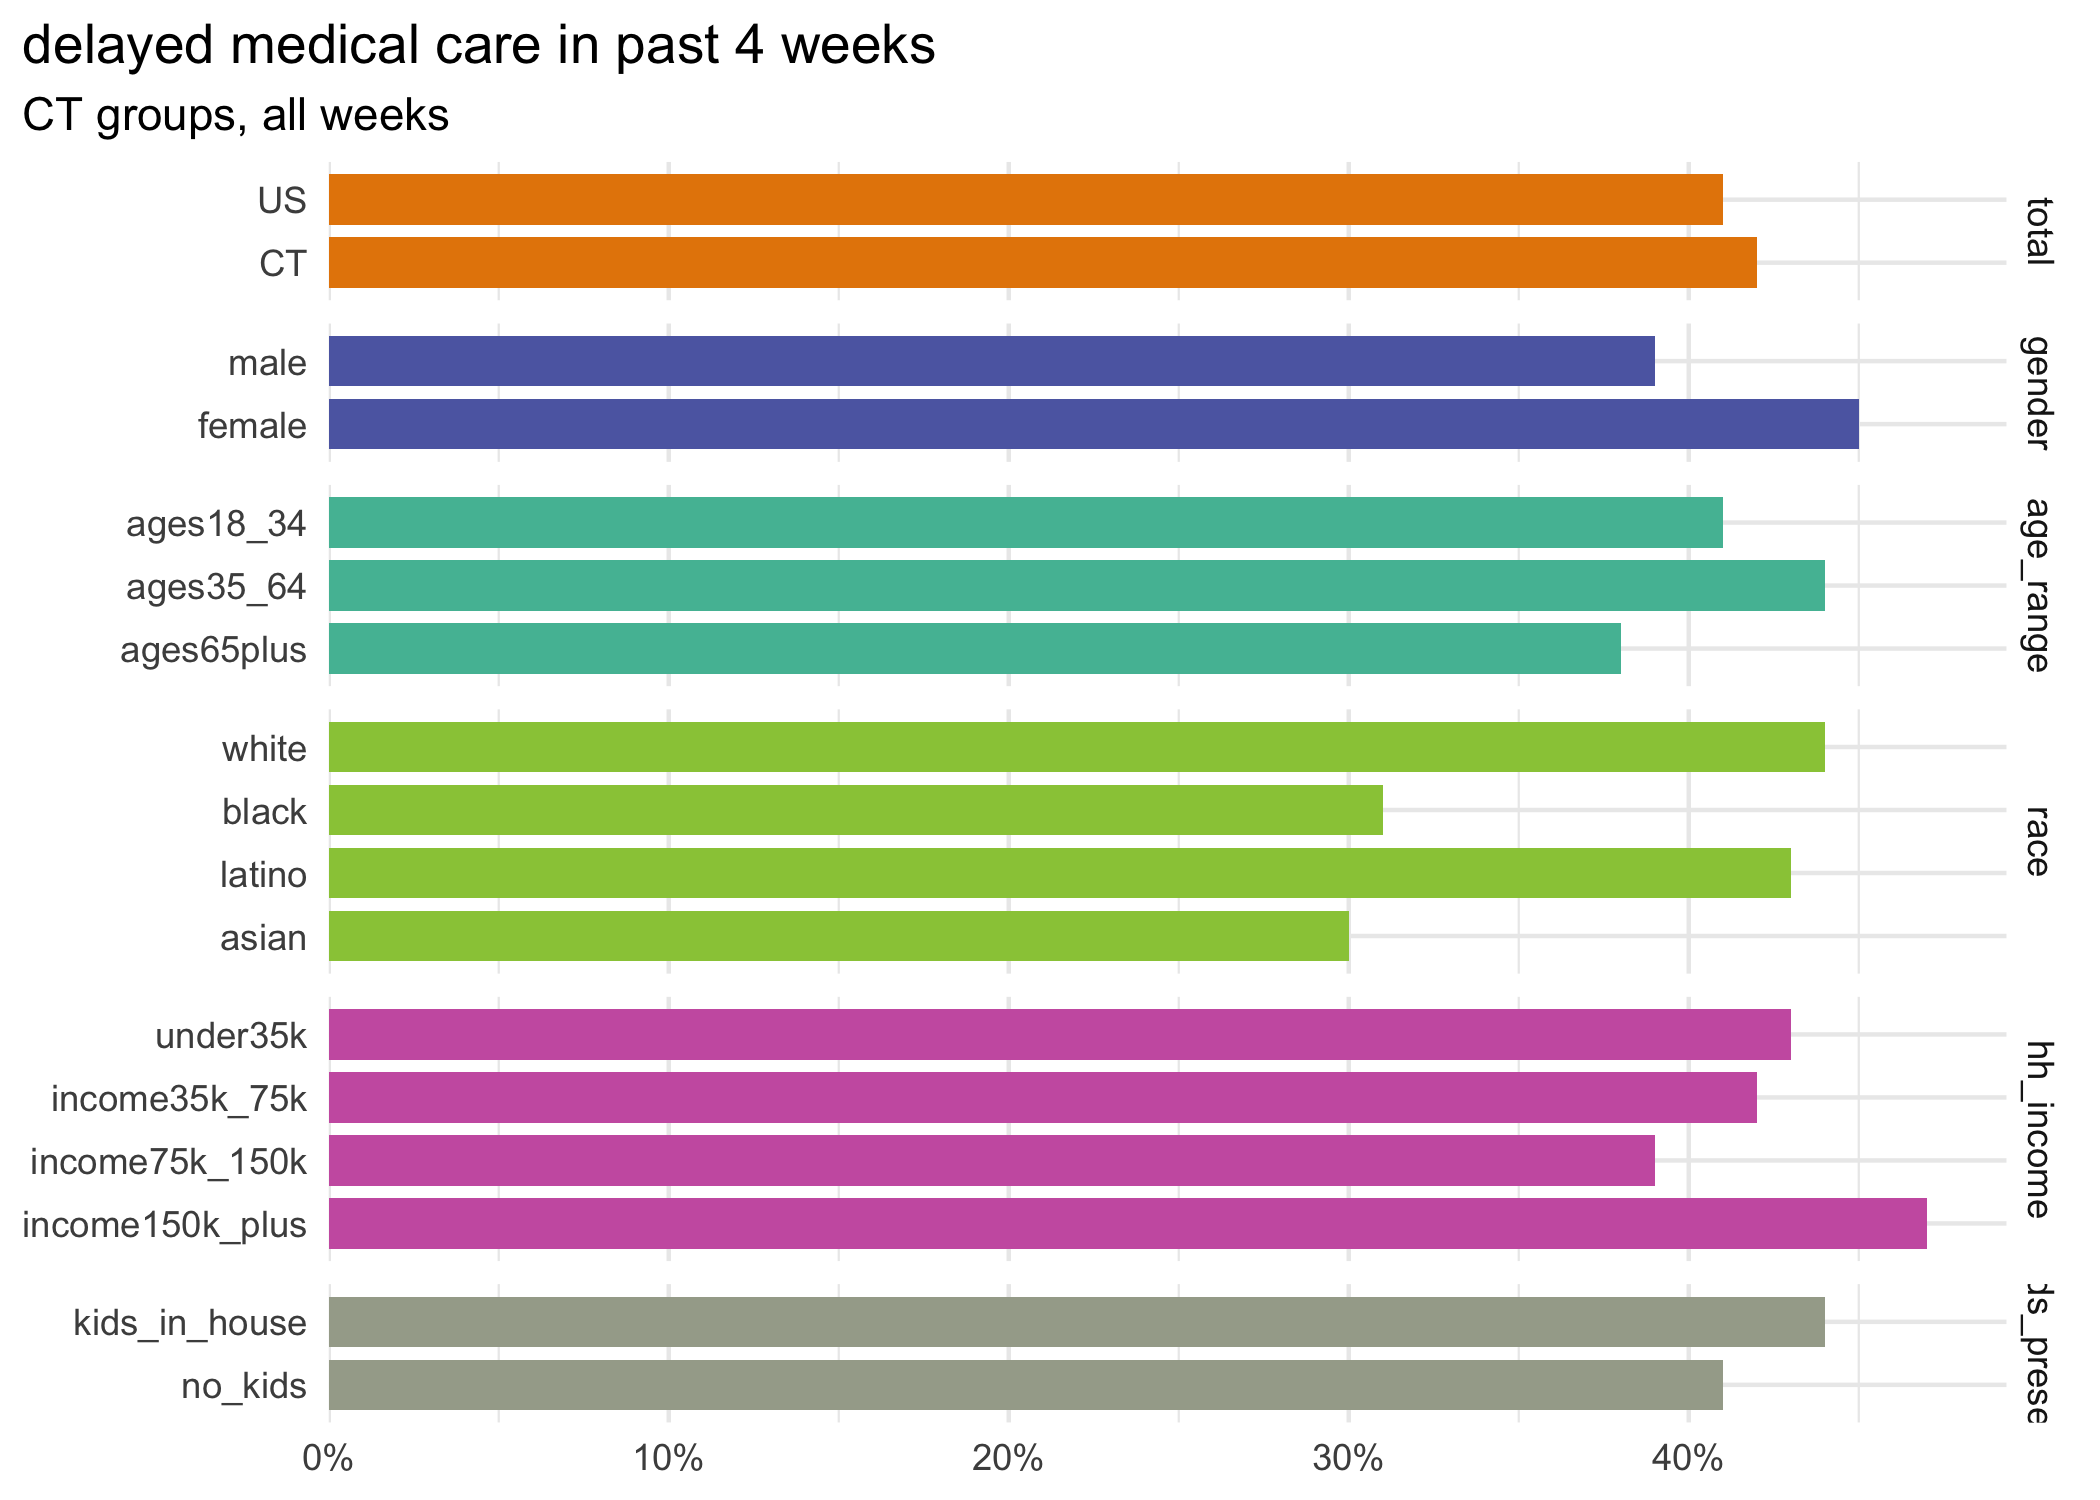 delayed medical care in past 4 weeks
CT groups, all weeks
US
CT
total
male
female
gender
ages18_34
ages35_64
ages65plus
age_range
white
black
latino
asian
race
under35k
income35k_75k
income75k_150k
income150k_plus
hh_income
kids_in_house
no_kids
ds_prese
0% 10% 20% 30% 40%